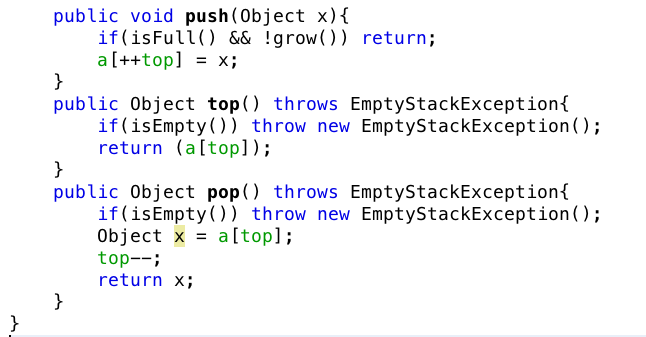 public void push(Object x){
if(isFull() && !grow()) return;
a[++top] = x;
}
public Object top() throws EmptyStackException{
if(isEmpty()) throw new EmptyStackException();
return (a[top]);
}
public Object pop() throws EmptyStackException{
if(isEmpty()) throw new EmptyStackException();
Object x = a[top];
top--;
return x;
}
}